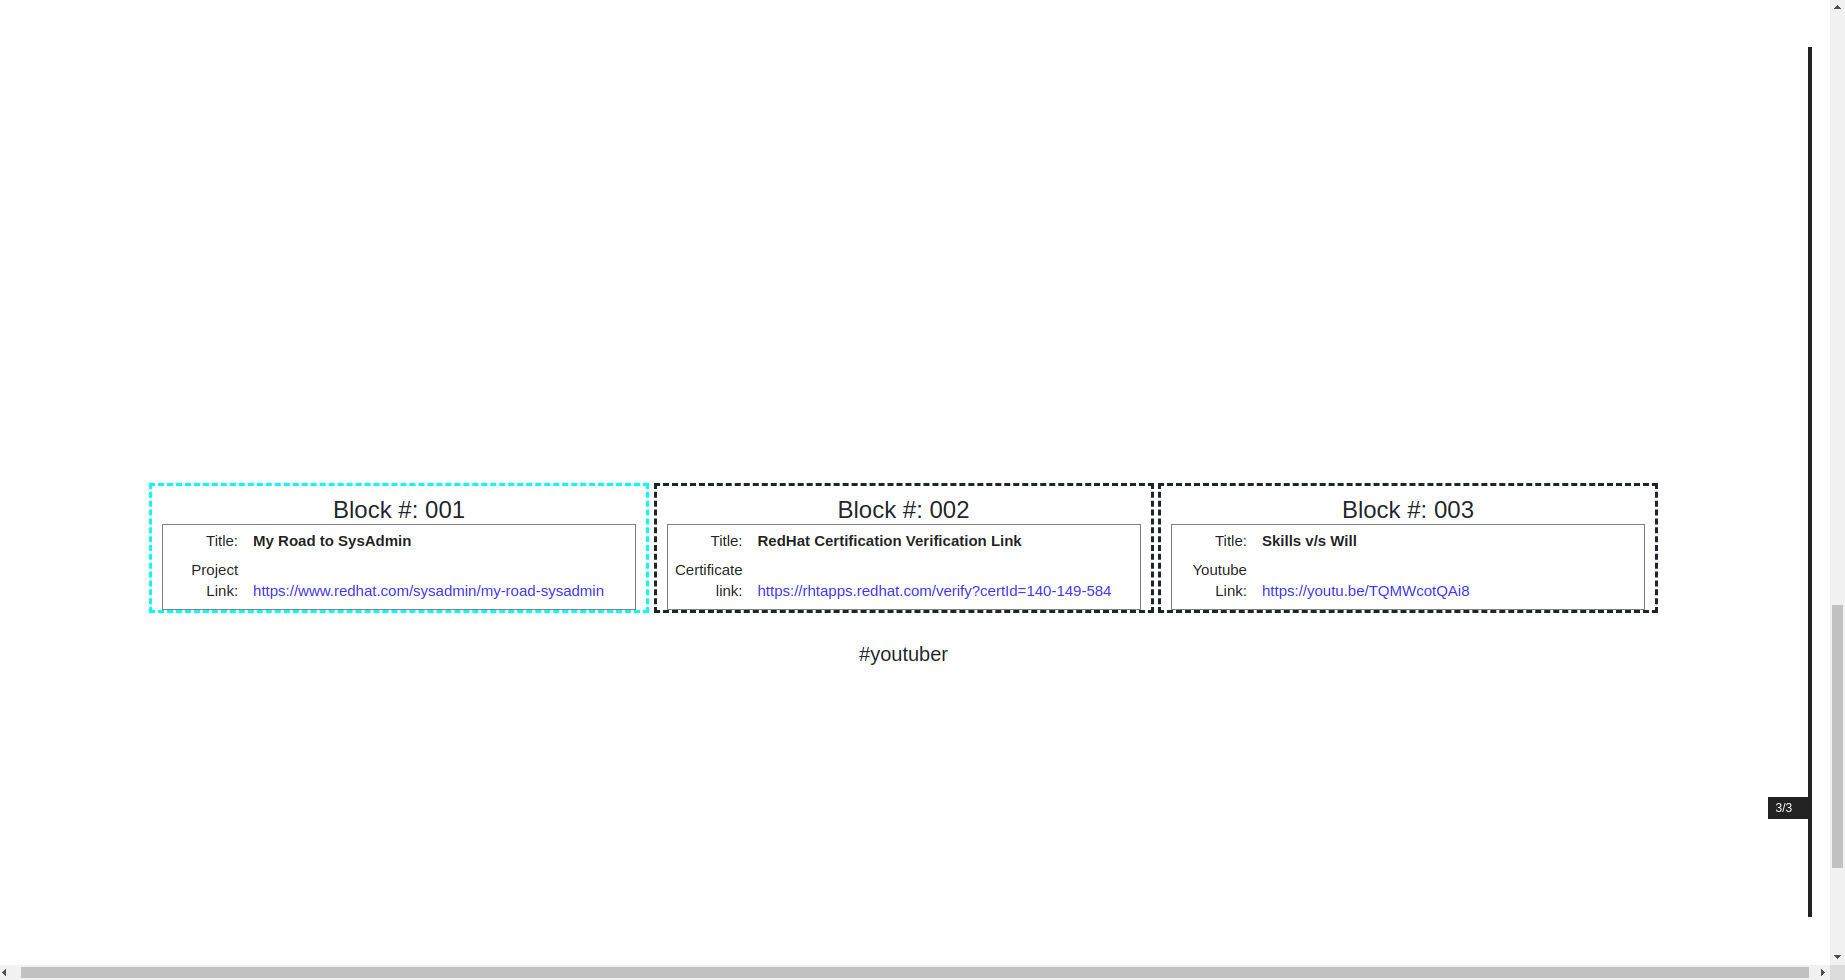 Block #: 001
Title: My Road to SysAdmin
Project
Link: https://www.redhat.com/sysadmin/my-road-sysadmin
Block #: 002
Title: RedHat Certification Verification Link
Certificate
link: https://rhtapps.redhat.com/verify?certId=140-149-584
Block #: 003
Title: Skills v/s Will
Youtube
Link: https://youtu.be/TQMWcotQAi8
#youtuber
3/3